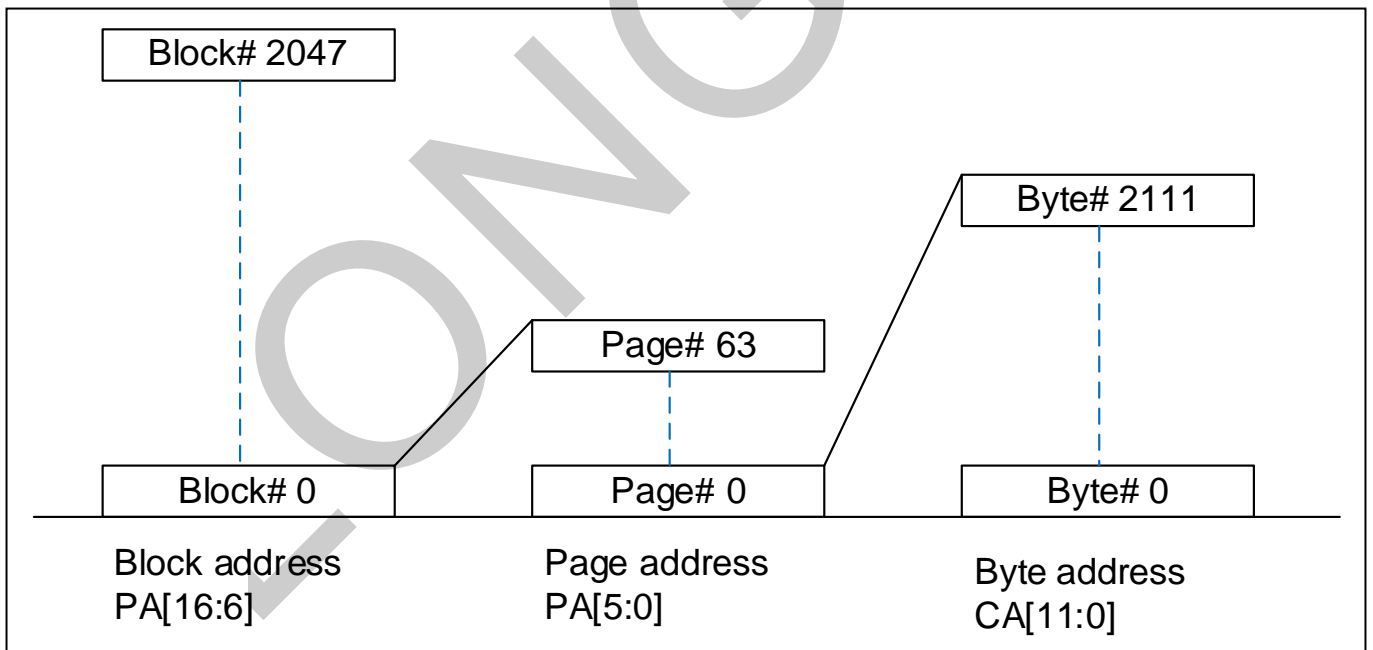 Block# 2047
Byte# 2111
Page# 63
Block# 0
Page# 0
Byte# 0
Block address
PA[16:6]
Page address
PA[5:0]
Byte address
CA[11:0]